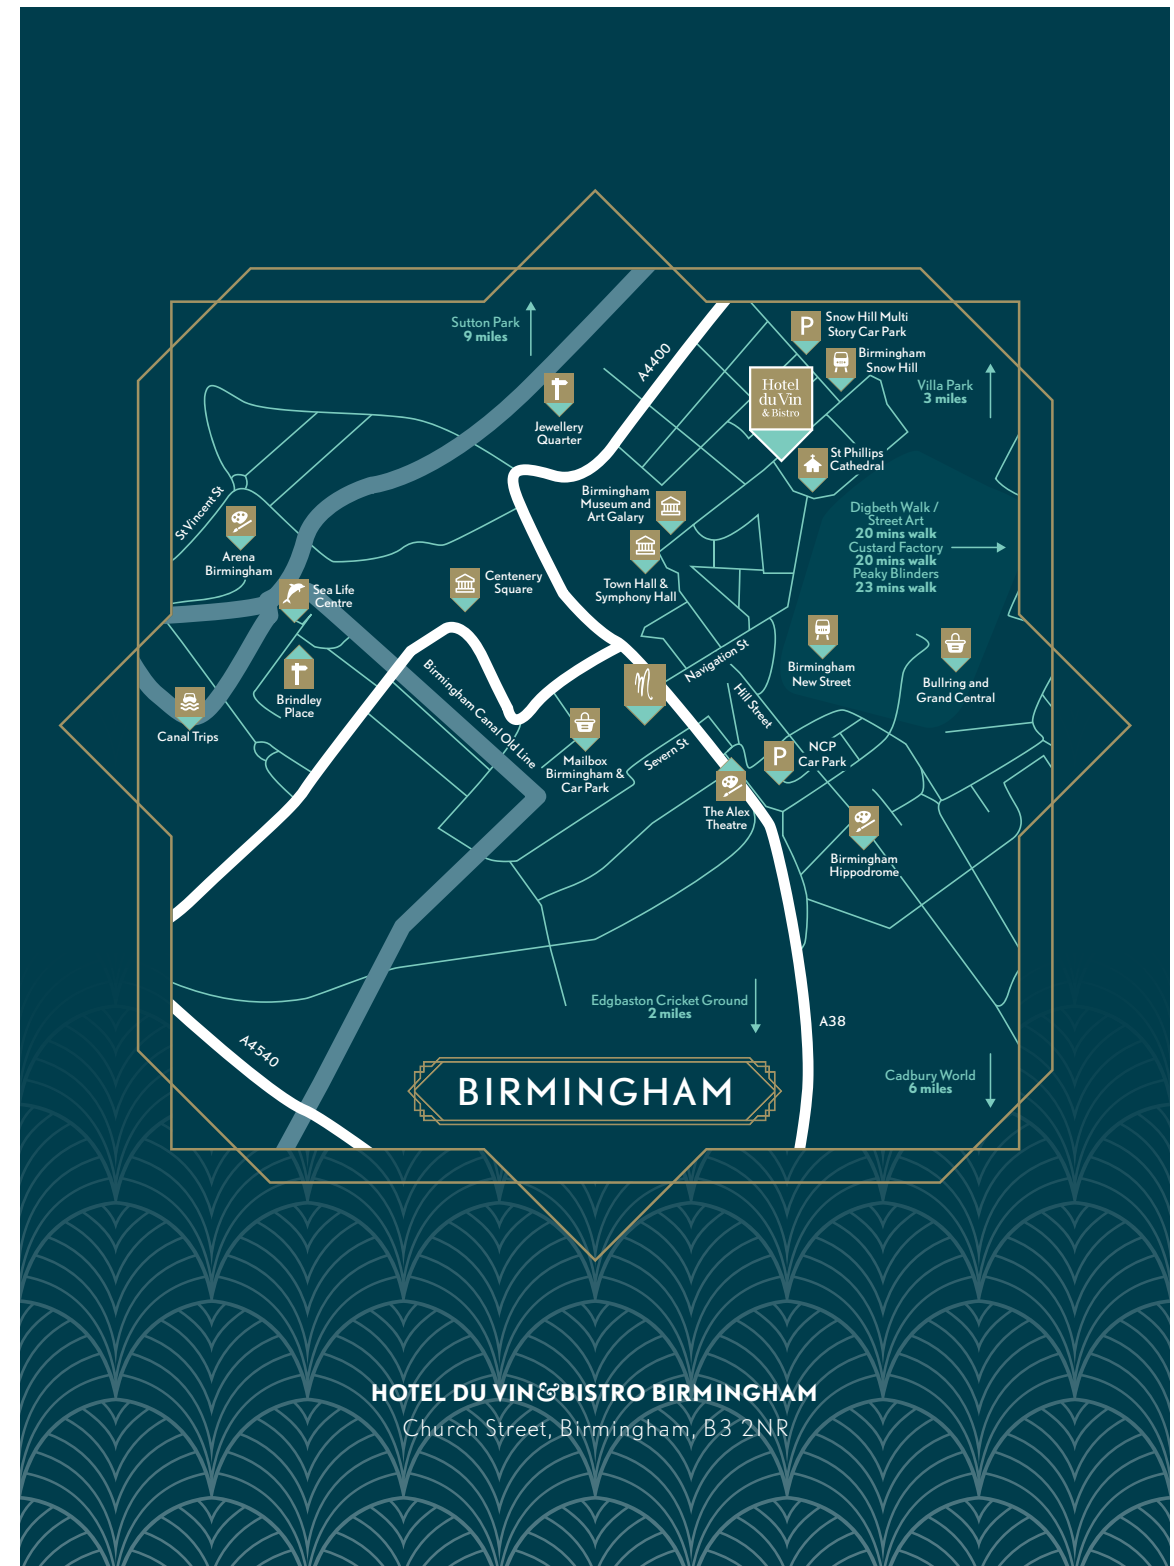 Sutton Park
9 miles
A4400
P
Snow Hill Multi
Story Car Park
Birmingham
Snow Hill
Villa Park
3 miles
Hotel
du Vin
& Bistro
Jewellery
Quarter
St Phillips
Cathedral
St Vincent St
Birmingham
Museum and
Art Galary
Digbeth Walk /
Street Art
20 mins walk
Custard Factory
20 mins walk
Peaky Blinders
23 mins walk
Arena
Birmingham
Sea Life
Centre
Centenery
Square
Town Hall &
Symphony Hall
Navigation St
Birmingham
New Street
Bullring and
Grand Central
Brindley
Place
Birmingham Canal Old Line
M
Hill Street
Canal Trips
Mailbox
Birmingham &
Car Park
Severn St
P
NCP
Car Park
The Alex
Theatre
Birmingham
Hippodrome
Edgbaston Cricket Ground
2 miles
A38
A4540
Cadbury World
6 miles
BIRMINGHAM
HOTEL DU VIN & BISTRO BIRMINGHAM
Church Street, Birmingham, B3 2NR